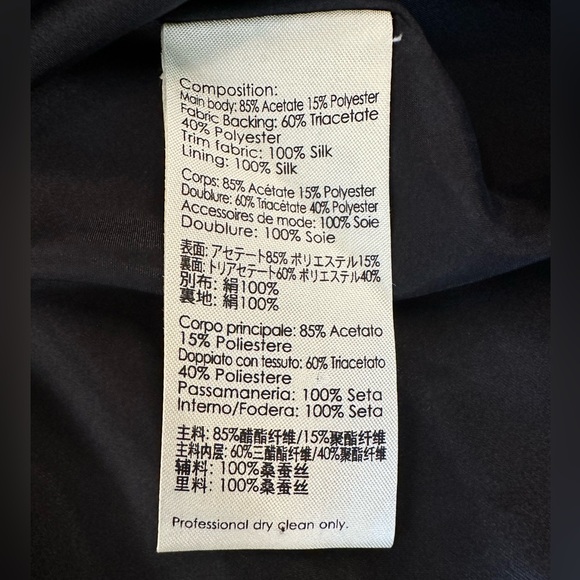 Composition:
Main body: 85% Acetate 15% Polyester
Fabric Backing: 60% Triacetate
40% Polyester
Trim fabric: 100% Silk
Lining: 100% Silk
Corps: 85% Acétate 15% Polyester
Doublure: 60% Triacétate 40% Polyester
Accessoires de mode: 100% Soie
Doublure: 100% Soie
表面: アセテート85% ポリエステル15%
裏面: トリアセテート60% ポリエステル40%
別布: 絹100%
裏地: 絹100%
Corpo principale: 85% Acetato
15% Poliestere
Doppiato con tessuto: 60% Triacetato
40% Poliestere
Passamaneria: 100% Seta
Interno/Fodera: 100% Seta
主料: 85%醋酯纤维/15%聚酯纤维
主料内层: 60%三醋酯纤维/40%聚酯纤维
辅料: 100%桑蚕丝
里料: 100%桑蚕丝
Professional dry clean only.